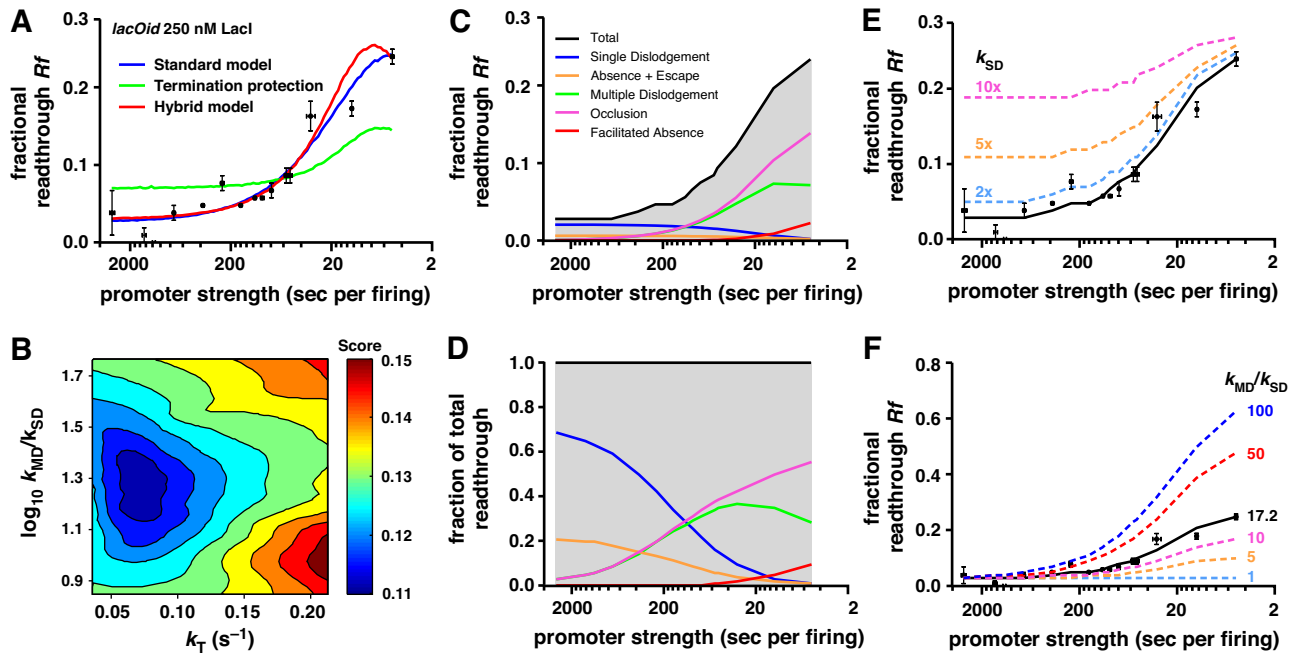 A
lacOid 250 nM LacI
Standard model
Termination protection
Hybrid model
fractional
readthrough Rf
0.3
0.2
0.1
0.0
2000 200 20 2
promoter strength (sec per firing)
B
Score
log10 kMD/kSD
1.7
1.5
1.3
1.1
0.9
0.05 0.10 0.15 0.20
kT (s−1)
0.15
0.14
0.13
0.12
0.11
C
Total
Single Dislodgement
Absence + Escape
Multiple Dislodgement
Occlusion
Facilitated Absence
fractional
readthrough Rf
0.3
0.2
0.1
0.0
2000 200 20 2
promoter strength (sec per firing)
D
fraction of total
readthrough
1.0
0.8
0.6
0.4
0.2
0.0
2000 200 20 2
promoter strength (sec per firing)
E
kSD
10x
5x
2x
fractional
readthrough Rf
0.3
0.2
0.1
0.0
2000 200 20 2
promoter strength (sec per firing)
F
kMD/kSD
100
50
17.2
10
5
1
fractional
readthrough Rf
0.8
0.6
0.4
0.2
0.0
2000 200 20 2
promoter strength (sec per firing)